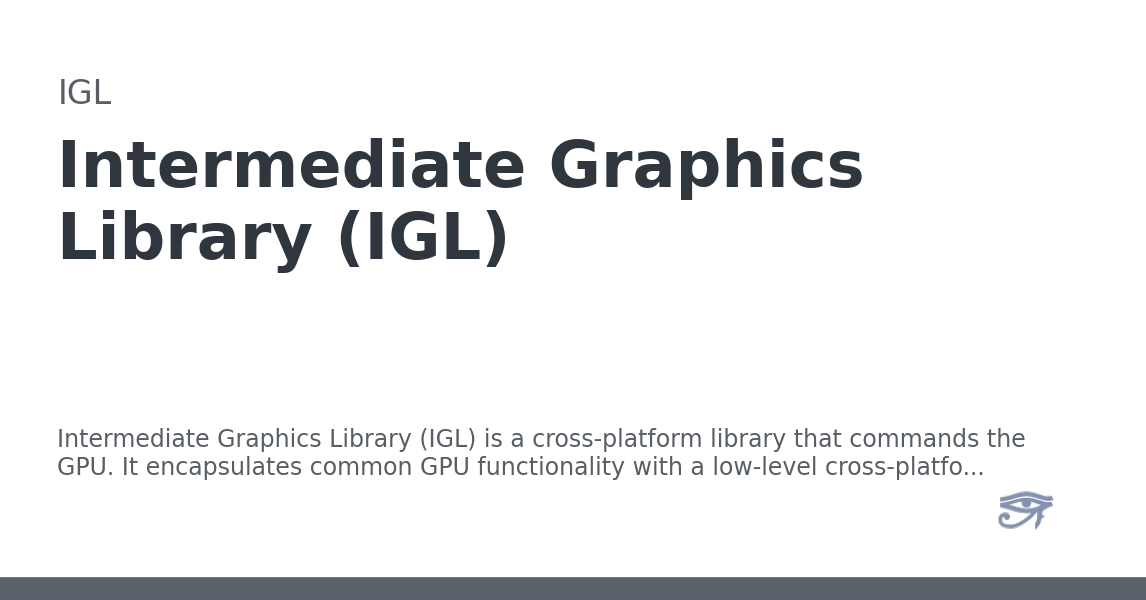 IGL
Intermediate Graphics
Library (IGL)
Intermediate Graphics Library (IGL) is a cross-platform library that commands the
GPU. It encapsulates common GPU functionality with a low-level cross-platfo...